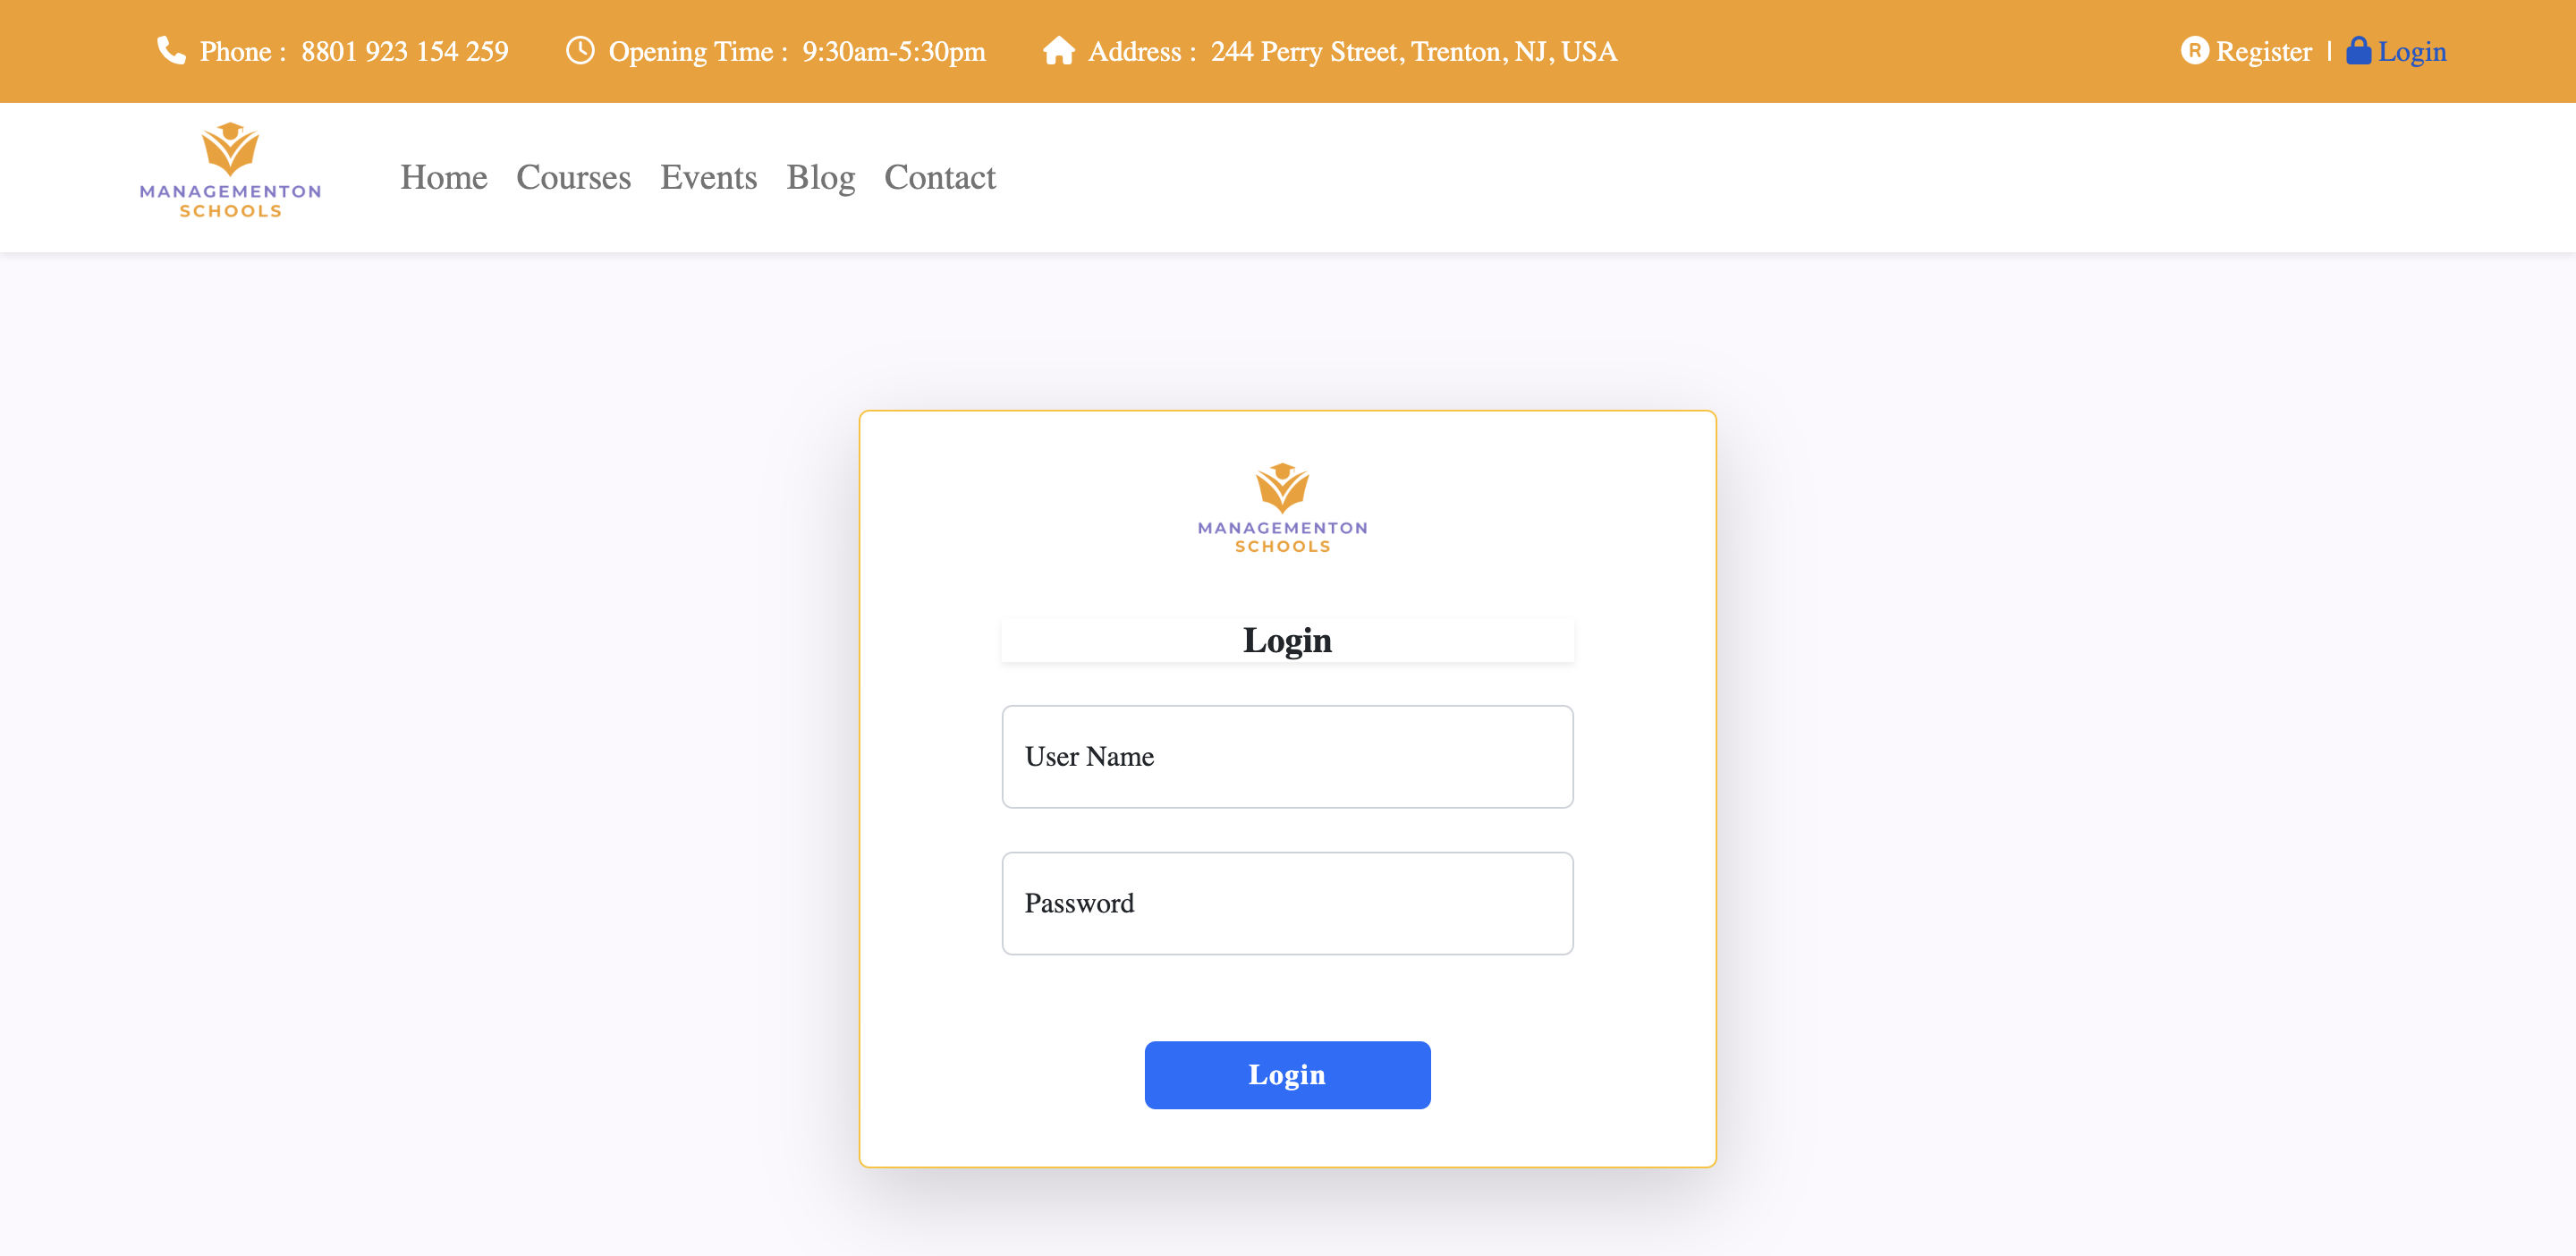 Phone : 8801 923 154 259 Opening Time : 9:30am-5:30pm Address : 244 Perry Street, Trenton, NJ, USA R Register | Login
MANAGEMENTON
SCHOOLS
Home Courses Events Blog Contact
MANAGEMENTON
SCHOOLS
Login
User Name
Password
Login